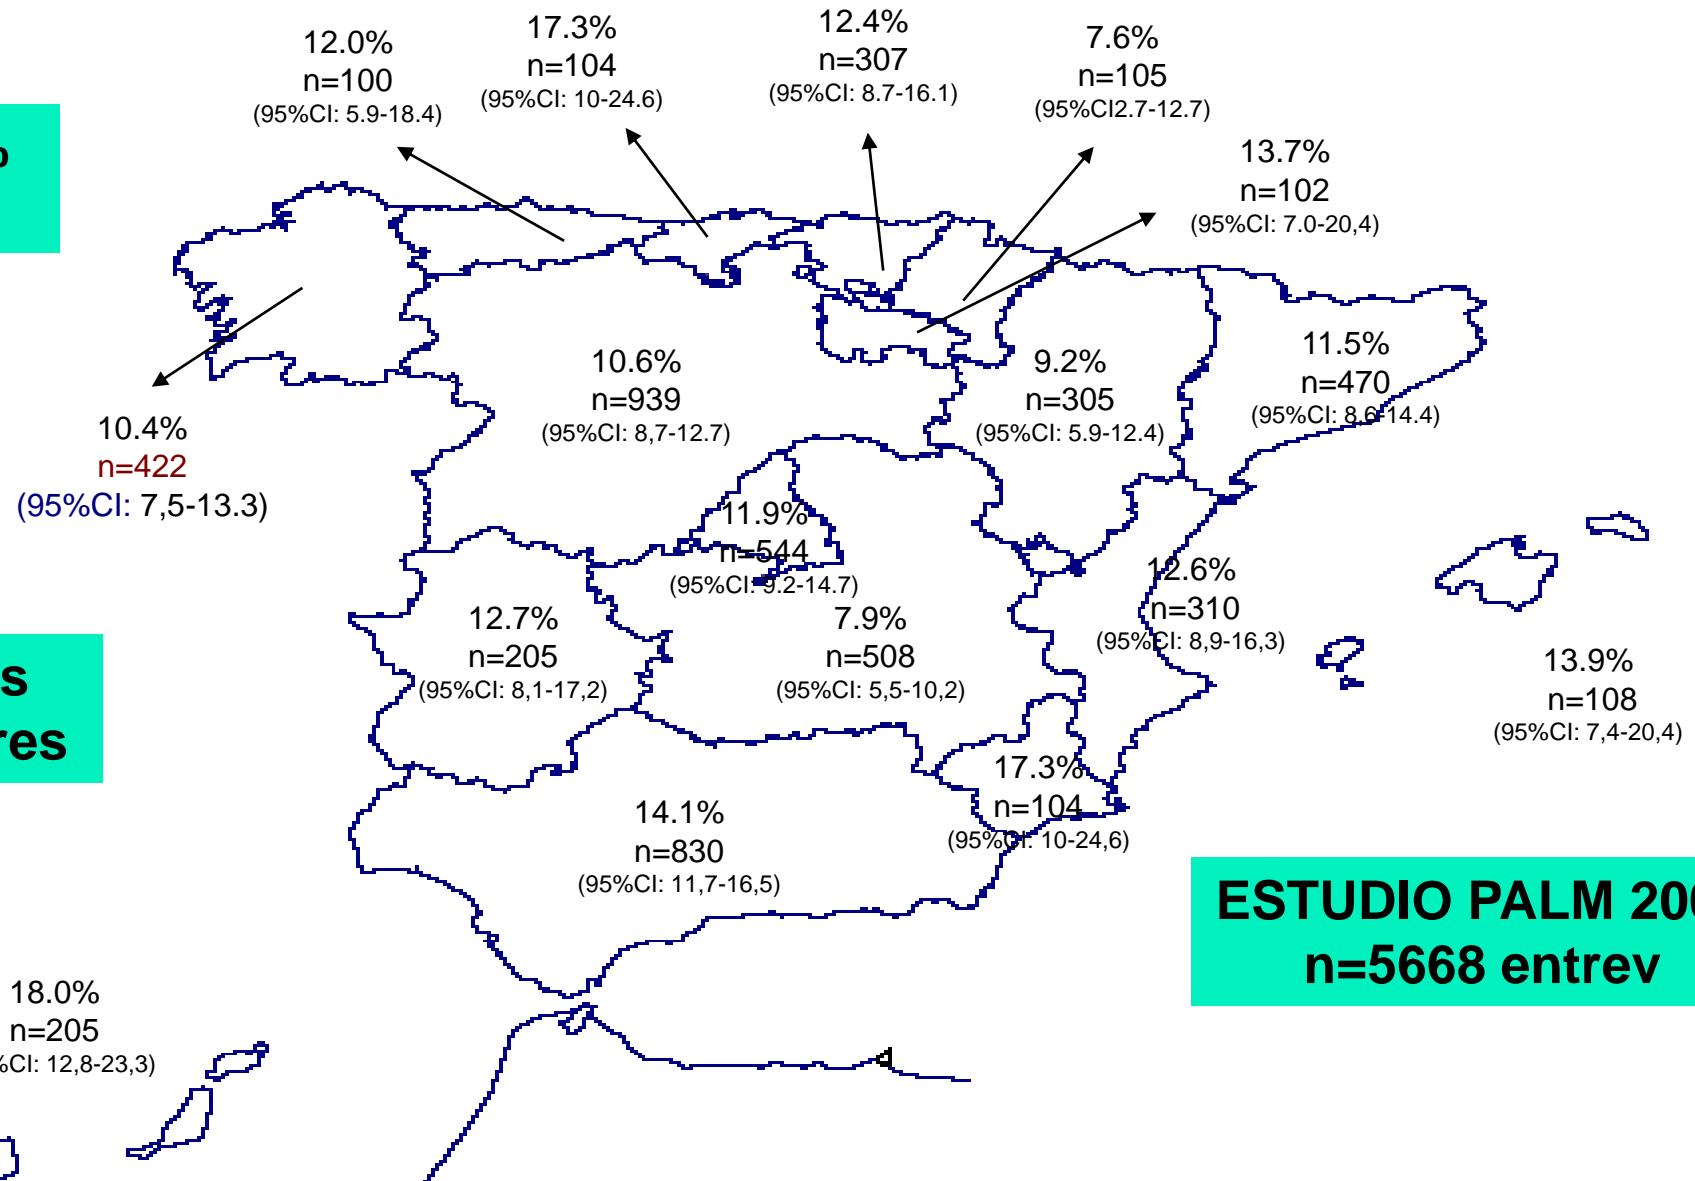 12.0%
n=100
(95%CI: 5.9-18.4)
17.3%
n=104
(95%CI: 10-24.6)
12.4%
n=307
(95%CI: 8.7-16.1)
7.6%
n=105
(95%CI2.7-12.7)
13.7%
n=102
(95%CI: 7.0-20,4)
10.4%
n=422
(95%CI: 7,5-13.3)
10.6%
n=939
(95%CI: 8,7-12.7)
9.2%
n=305
(95%CI: 5.9-12.4)
11.5%
n=470
(95%CI: 8.6-14.4)
11.9%
n=544
(95%CI: 9.2-14.7)
12.6%
n=310
(95%CI: 8,9-16,3)
12.7%
n=205
(95%CI: 8,1-17,2)
7.9%
n=508
(95%CI: 5,5-10,2)
13.9%
n=108
(95%CI: 7,4-20,4)
17.3%
n=104
(95%CI: 10-24,6)
14.1%
n=830
(95%CI: 11,7-16,5)
ESTUDIO PALM
n=5668 entrev
18.0%
n=205
%CI: 12,8-23,3)